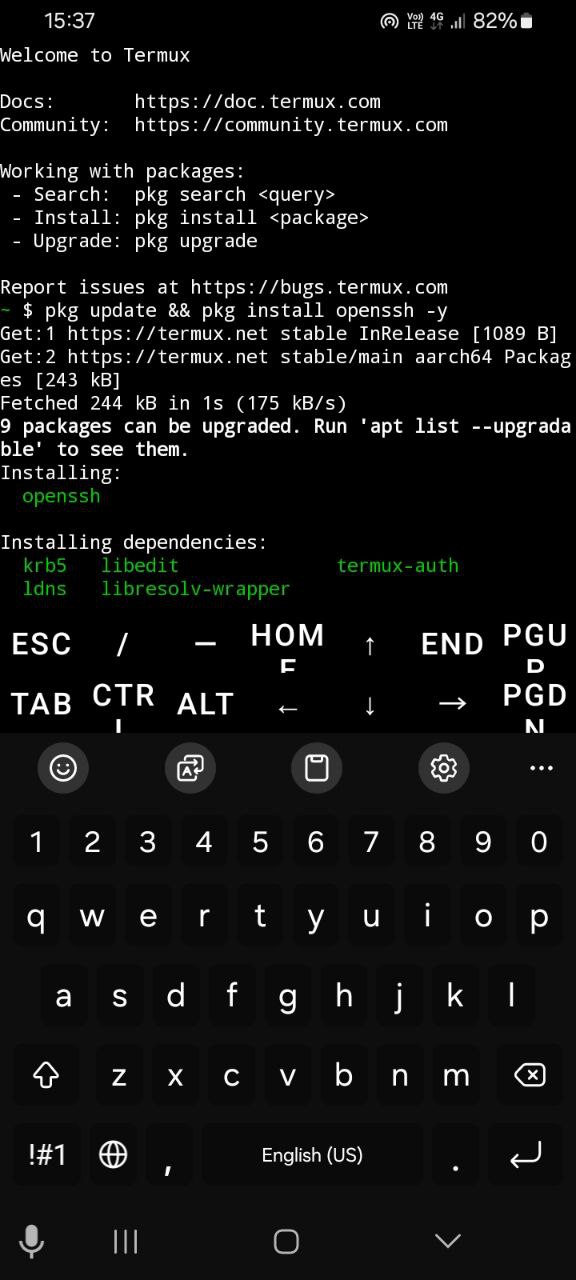 15:37
Vo)) LTE 4G 82%
Welcome to Termux
Docs: https://doc.termux.com
Community: https://community.termux.com
Working with packages:
- Search: pkg search <query>
- Install: pkg install <package>
- Upgrade: pkg upgrade
Report issues at https://bugs.termux.com
~ $ pkg update && pkg install openssh -y
Get:1 https://termux.net stable InRelease [1089 B]
Get:2 https://termux.net stable/main aarch64 Packag
es [243 kB]
Fetched 244 kB in 1s (175 kB/s)
9 packages can be upgraded. Run 'apt list --upgrada
ble' to see them.
Installing:
openssh
Installing dependencies:
krb5 libedit termux-auth
ldns libresolv-wrapper
ESC / — HOME ↑ END PGUP
TAB CTRL ALT ← ↓ → PGDN
1 2 3 4 5 6 7 8 9 0
q w e r t y u i o p
a s d f g h j k l
z x c v b n m
!#1 , English (US) .